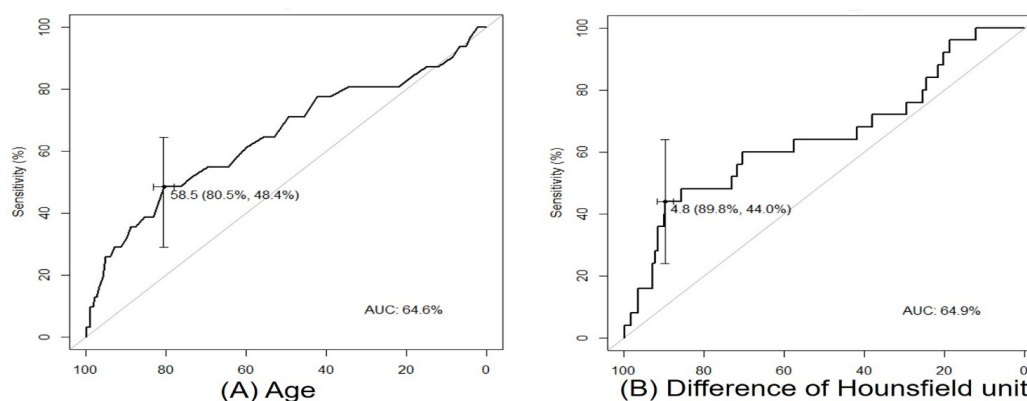 100
80
60
40
20
0
Sensitivity (%)
58.5 (80.5%, 48.4%)
AUC: 64.6%
100 80 60 40 20 0
(A) Age
100
80
60
40
20
0
Sensitivity (%)
4.8 (89.8%, 44.0%)
AUC: 64.9%
100 80 60 40 20 0
(B) Difference of Hounsfield unit